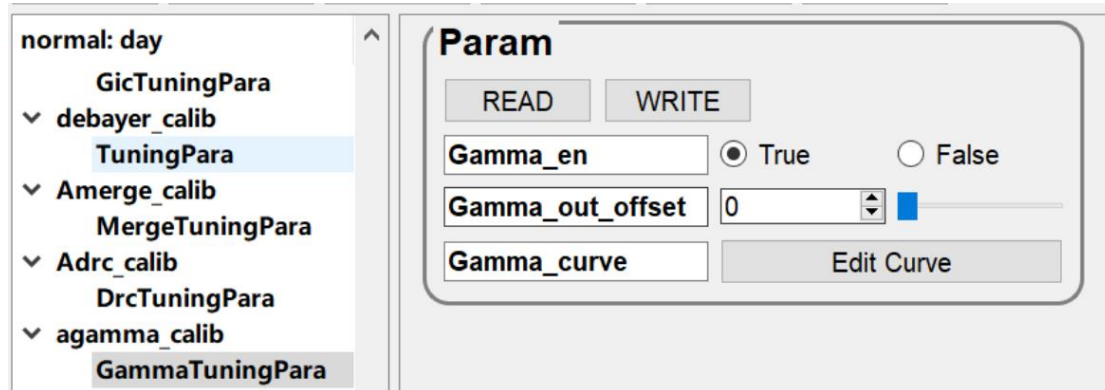 normal: day
GicTuningPara
debayer_calib
TuningPara
Amerge_calib
MergeTuningPara
Adrc_calib
DrcTuningPara
agamma_calib
GammaTuningPara
Param
READ WRITE
Gamma_en True False
Gamma_out_offset 0
Gamma_curve Edit Curve